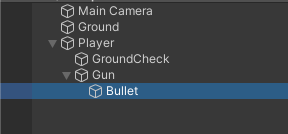 Main Camera
Ground
Player
GroundCheck
Gun
Bullet